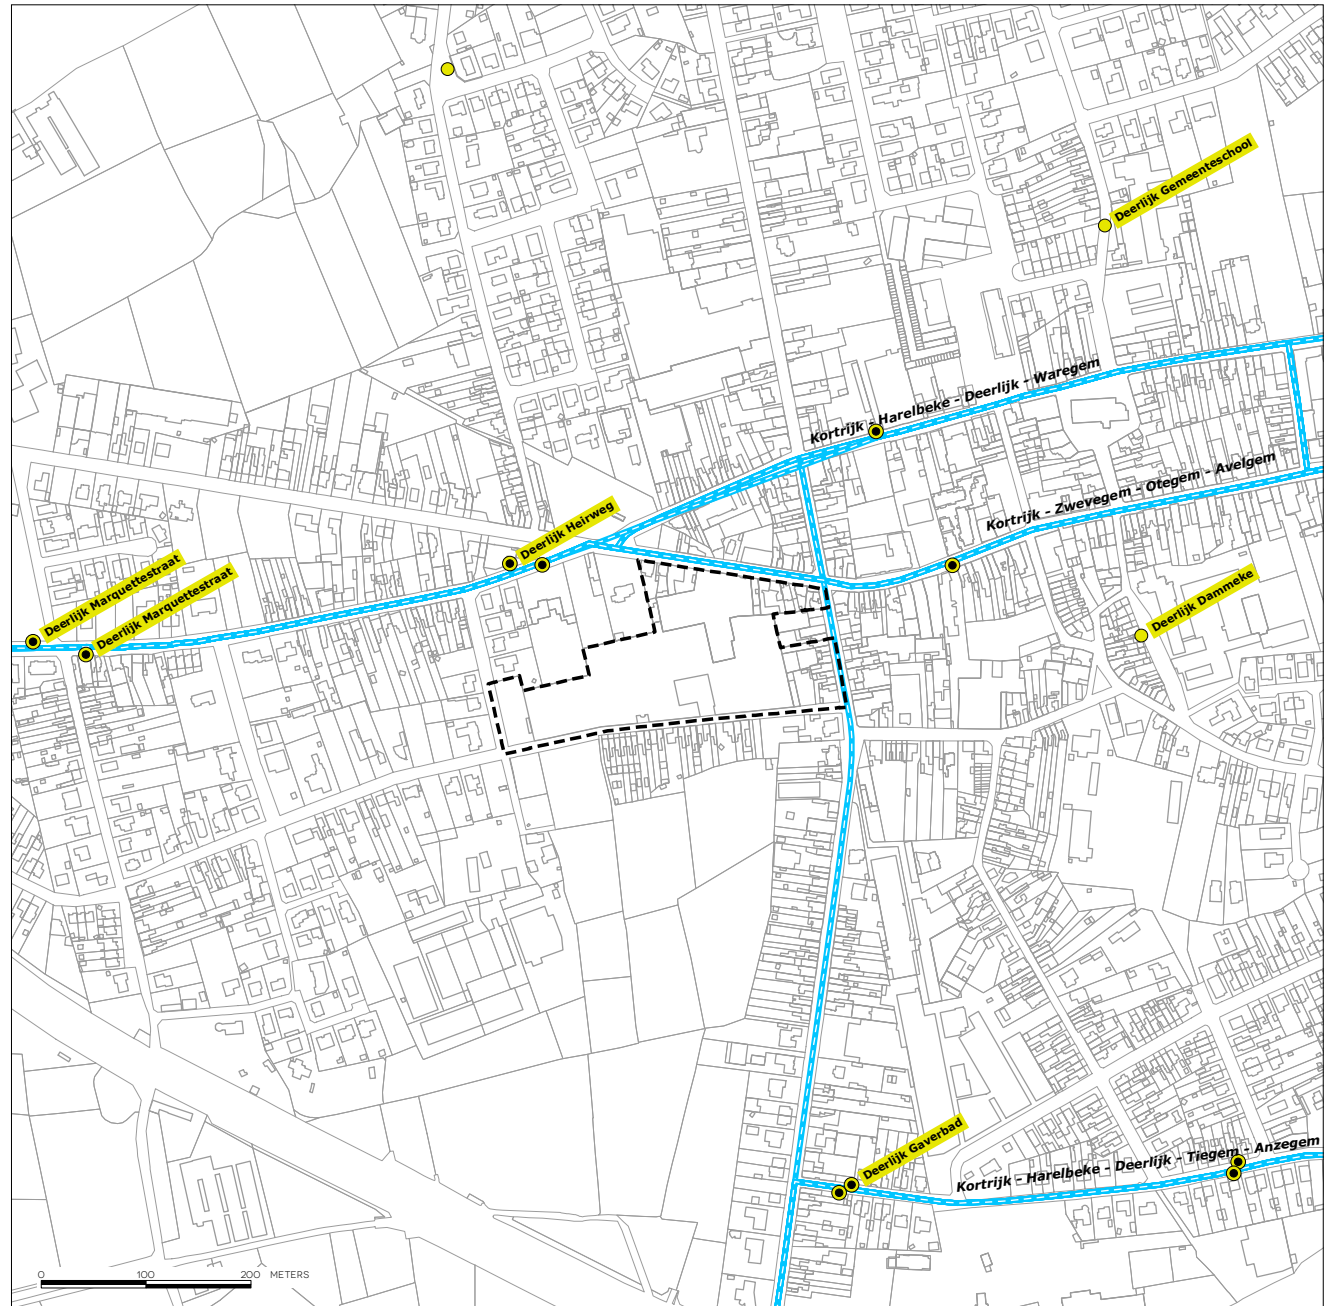 Deerlijk Gemeenteschool
Kortrijk - Harelbeke - Deerlijk - Waregem
Kortrijk - Zwevegem - Otegem - Avelgem
Deerlijk Heirweg
Deerlijk Marquettestraat
Deerlijk Marquettestraat
Deerlijk Dammeke
Deerlijk Gaverbad
Kortrijk - Harelbeke - Deerlijk - Tiegem - Anzegem
0 100 200 METERS